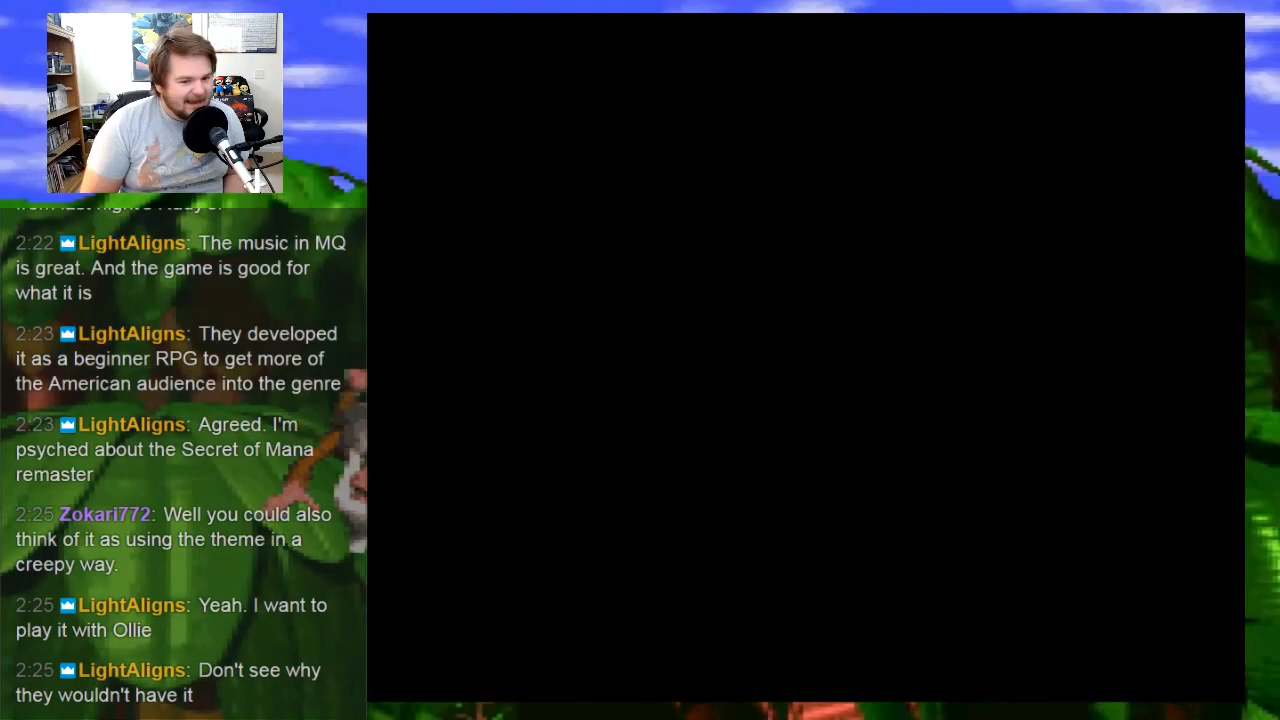 2:22 LightAligns: The music in MQ
is great. And the game is good for
what it is
2:23 LightAligns: They developed
it as a beginner RPG to get more of
the American audience into the genre
2:23 LightAligns: Agreed. I'm
psyched about the Secret of Mana
remaster
2:25 Zokari772: Well you could also
think of it as using the theme in a
creepy way.
2:25 LightAligns: Yeah. I want to
play it with Ollie
2:25 LightAligns: Don't see why
they wouldn't have it